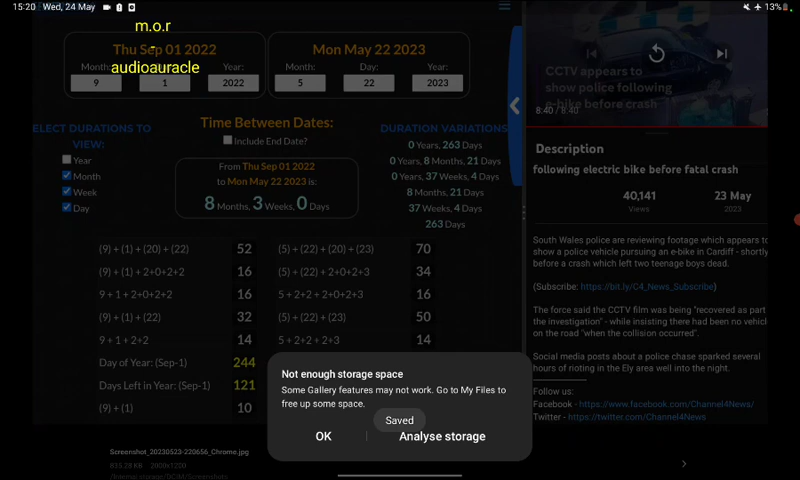 15:20 Wed, 24 May
13%
m.o.r
-
audioauracle
Thu Sep 01 2022
Month: Year:
9 1 2022
Mon May 22 2023
Month: Day: Year:
5 22 2023
ELECT DURATIONS TO
VIEW:
Year
Month
Week
Day
Time Between Dates:
Include End Date?
From Thu Sep 01 2022
to Mon May 22 2023 is:
8 Months, 3 Weeks, 0 Days
DURATION VARIATIONS
0 Years, 263 Days
0 Years, 8 Months, 21 Days
0 Years, 37 Weeks, 4 Days
8 Months, 21 Days
37 Weeks, 4 Days
263 Days
(9) + (1) + (20) + (22) 52
(9) + (1) + 2+0+2+2 16
9 + 1 + 2+0+2+2 16
(9) + (1) + (22) 32
9 + 1 + 2+2 14
Day of Year: (Sep-1) 244
Days Left in Year: (Sep-1) 121
(9) + (1) 10
(5) + (22) + (20) + (23) 70
(5) + (22) + 2+0+2+3 34
5 + 2+2 + 2+0+2+3 16
(5) + (22) + (23) 50
5 + 2+2 + 2+3 14
CCTV appears to
show police following
e-bike before crash
8:40 / 8:40
Description
following electric bike before fatal crash
40,141 23 May
Views 2023
South Wales police are reviewing footage which appears to
show a police vehicle pursuing an e-bike in Cardiff - shortly
before a crash which left two teenage boys dead.
(Subscribe: https://bit.ly/C4_News_Subscribe)
The force said the CCTV film was being "recovered as part
the investigation" - while insisting there had been no vehicl
on the road "when the collision occurred".
Social media posts about a police chase sparked several
hours of rioting in the Ely area well into the night.
Follow us:
Facebook - https://www.facebook.com/Channel4News/
Twitter - https://twitter.com/Channel4News
Not enough storage space
Some Gallery features may not work. Go to My Files to
free up some space.
Saved
OK Analyse storage
Screenshot_20230523-220656_Chrome.jpg
835.28 KB 2000x1200
/Internal storage/DCIM/Screenshots